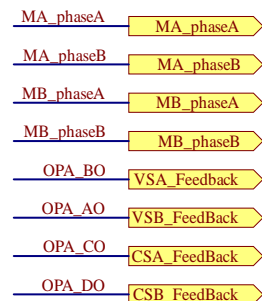 MA_phaseA MA_phaseA
MA_phaseB MA_phaseB
MB_phaseA MB_phaseA
MB_phaseB MB_phaseB
OPA_BO VSA_Feedback
OPA_AO VSB_FeedBack
OPA_CO CSA_FeedBack
OPA_DO CSB_FeedBack